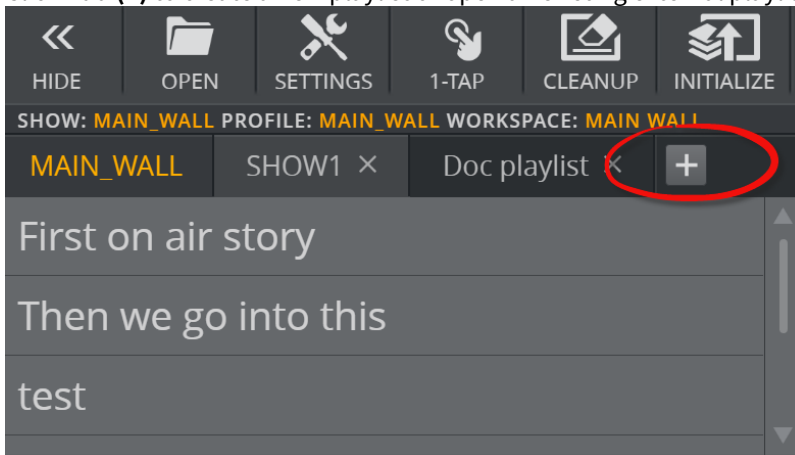 HIDE OPEN SETTINGS 1-TAP CLEANUP INITIALIZE
SHOW: MAIN_WALL PROFILE: MAIN_WALL WORKSPACE: MAIN WALL
MAIN_WALL SHOW1 × Doc playlist × +
First on air story
Then we go into this
test